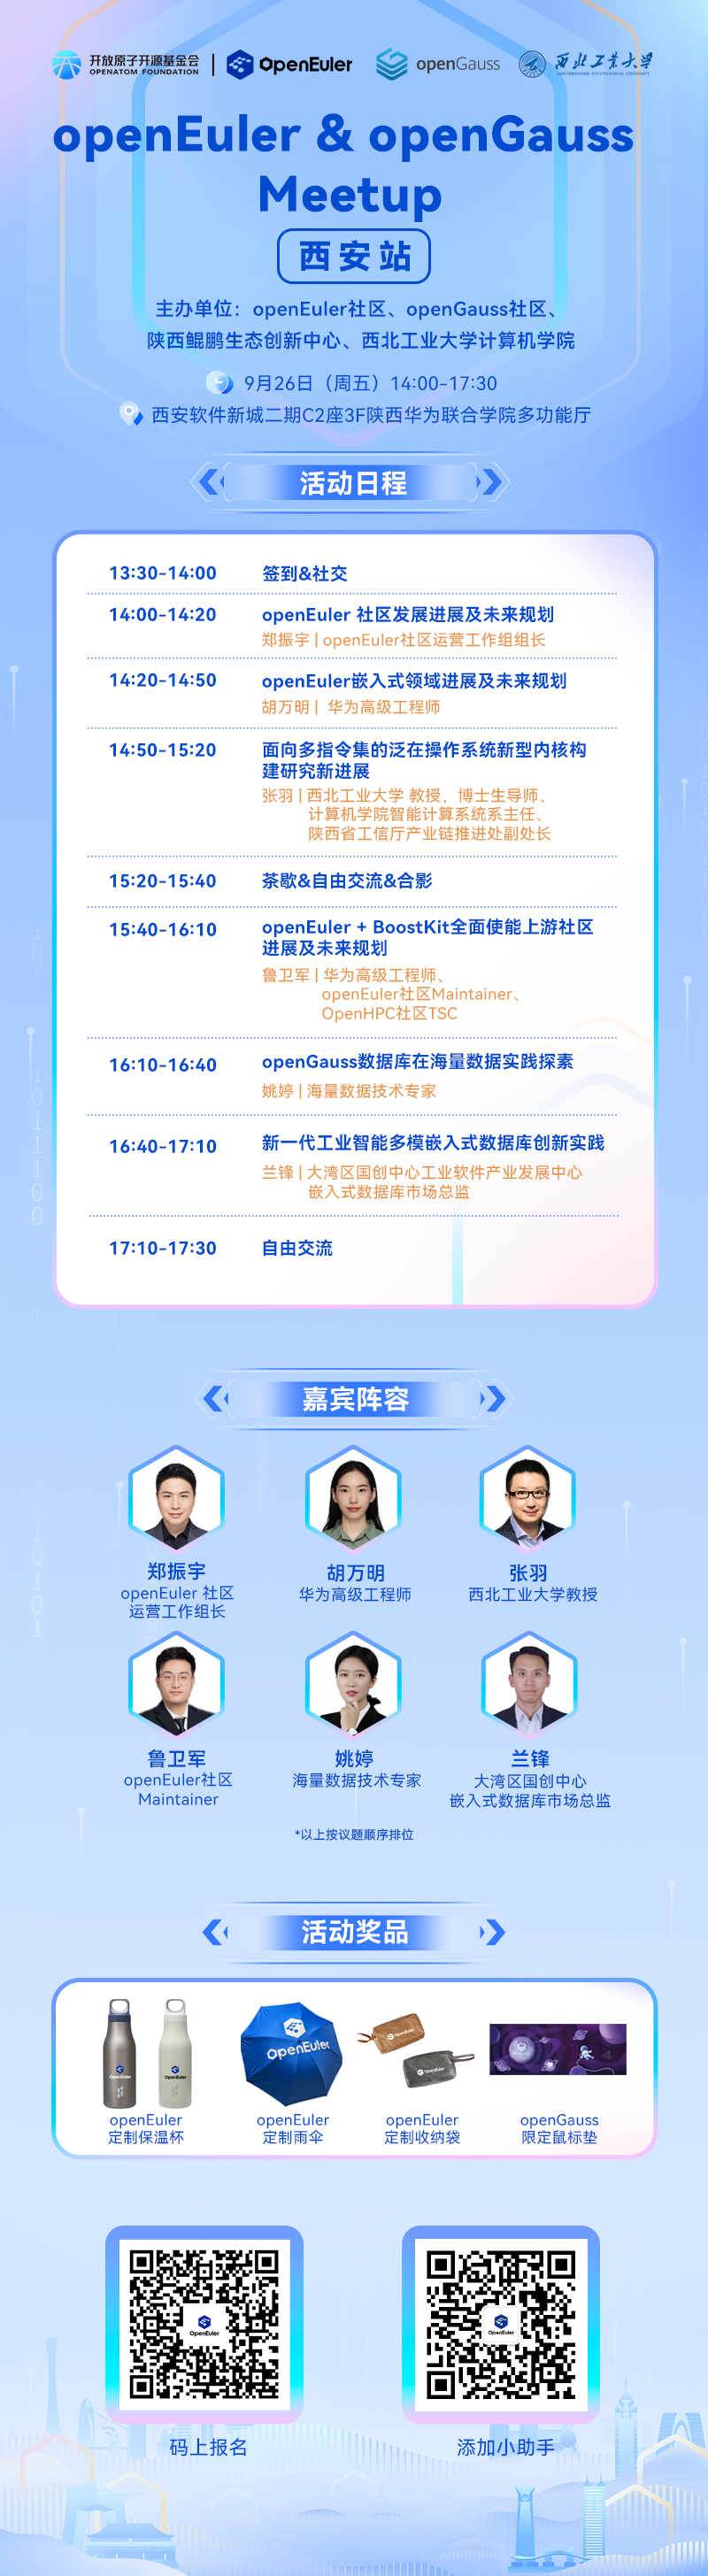 开放原子开源基金会
OPENATOM FOUNDATION
OpenEuler
openGauss
西北工业大学
NORTHWESTERN POLYTECHNICAL UNIVERSITY
openEuler & openGauss
Meetup
西安站
主办单位：openEuler社区、openGauss社区、
陕西鲲鹏生态创新中心、西北工业大学计算机学院
9月26日（周五）14:00-17:30
西安软件新城二期C2座3F陕西华为联合学院多功能厅
活动日程
13:30-14:00 签到&社交
14:00-14:20 openEuler 社区发展进展及未来规划
郑振宇 | openEuler社区运营工作组组长
14:20-14:50 openEuler嵌入式领域进展及未来规划
胡万明 | 华为高级工程师
14:50-15:20 面向多指令集的泛在操作系统新型内核构
建研究新进展
张羽 | 西北工业大学 教授，博士生导师、
计算机学院智能计算系统系主任、
陕西省工信厅产业链推进处副处长
15:20-15:40 茶歇&自由交流&合影
15:40-16:10 openEuler + BoostKit全面使能上游社区
进展及未来规划
鲁卫军 | 华为高级工程师、
openEuler社区Maintainer、
OpenHPC社区TSC
16:10-16:40 openGauss数据库在海量数据实践探素
姚婷 | 海量数据技术专家
16:40-17:10 新一代工业智能多模嵌入式数据库创新实践
兰锋 | 大湾区国创中心工业软件产业发展中心
嵌入式数据库市场总监
17:10-17:30 自由交流
嘉宾阵容
郑振宇
openEuler 社区
运营工作组长
胡万明
华为高级工程师
张羽
西北工业大学教授
鲁卫军
openEuler社区
Maintainer
姚婷
海量数据技术专家
兰锋
大湾区国创中心
嵌入式数据库市场总监
*以上按议题顺序排位
活动奖品
OpenEuler
OpenEuler
OpenEuler
OpenEuler
OpenEuler
openEuler
定制保温杯
openEuler
定制雨伞
openEuler
定制收纳袋
openGauss
限定鼠标垫
OpenEuler
OpenEuler
码上报名
添加小助手